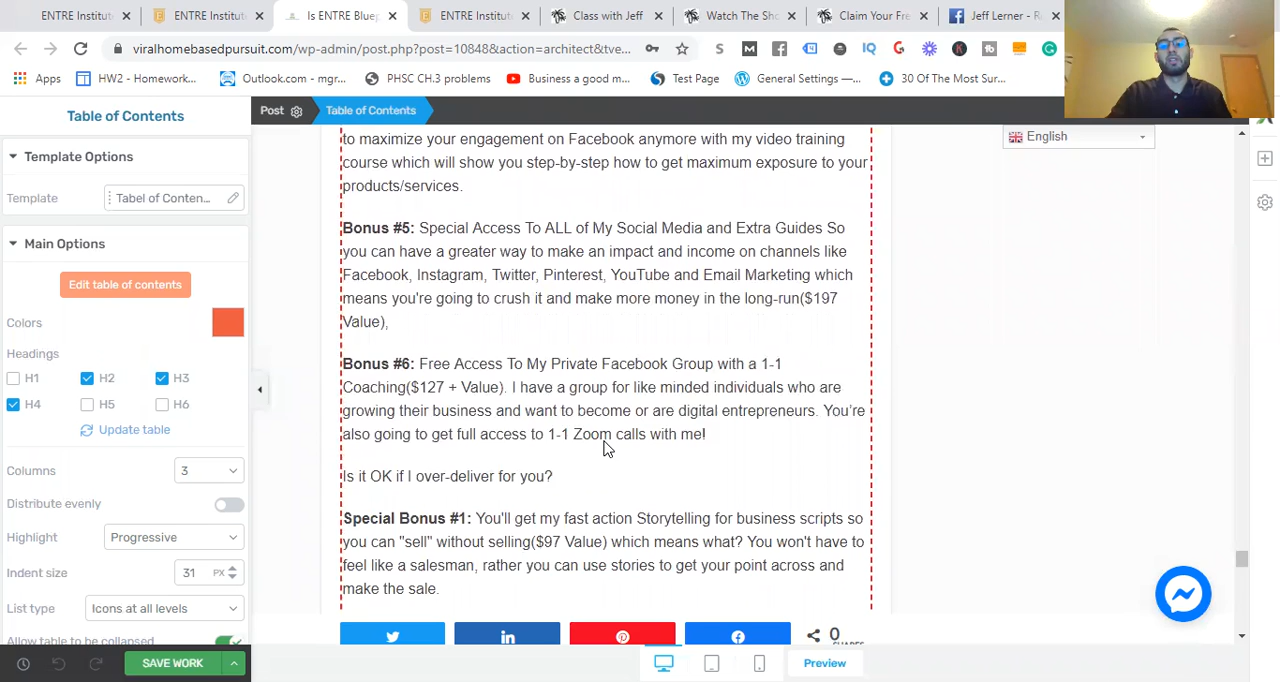 ENTRE Institut
ENTRE Institut
Is ENTRE Bluep
ENTRE Institut
Class with Jeff
Watch The Sho
Claim Your Fre
Jeff Lerner - R
viralhomebasedpursuit.com/wp-admin/post.php?post=10848&action=architect&tve...
Apps
HW2 - Homework...
Outlook.com - mgr...
PHSC CH.3 problems
Business a good m...
Test Page
General Settings —...
30 Of The Most Sur...
Table of Contents
Template Options
Template
Tabel of Conten...
Main Options
Edit table of contents
Colors
Headings
H1
H2
H3
H4
H5
H6
Update table
Columns
3
Distribute evenly
Highlight
Progressive
Indent size
31
PX
List type
Icons at all levels
Allow table to be collapsed
SAVE WORK
Post
Table of Contents
English
to maximize your engagement on Facebook anymore with my video training
course which will show you step-by-step how to get maximum exposure to your
products/services.
Bonus #5: Special Access To ALL of My Social Media and Extra Guides So
you can have a greater way to make an impact and income on channels like
Facebook, Instagram, Twitter, Pinterest, YouTube and Email Marketing which
means you're going to crush it and make more money in the long-run($197
Value),
Bonus #6: Free Access To My Private Facebook Group with a 1-1
Coaching($127 + Value). I have a group for like minded individuals who are
growing their business and want to become or are digital entrepreneurs. You're
also going to get full access to 1-1 Zoom calls with me!
Is it OK if I over-deliver for you?
Special Bonus #1: You'll get my fast action Storytelling for business scripts so
you can "sell" without selling($97 Value) which means what? You won't have to
feel like a salesman, rather you can use stories to get your point across and
make the sale.
0
SHARES
Preview